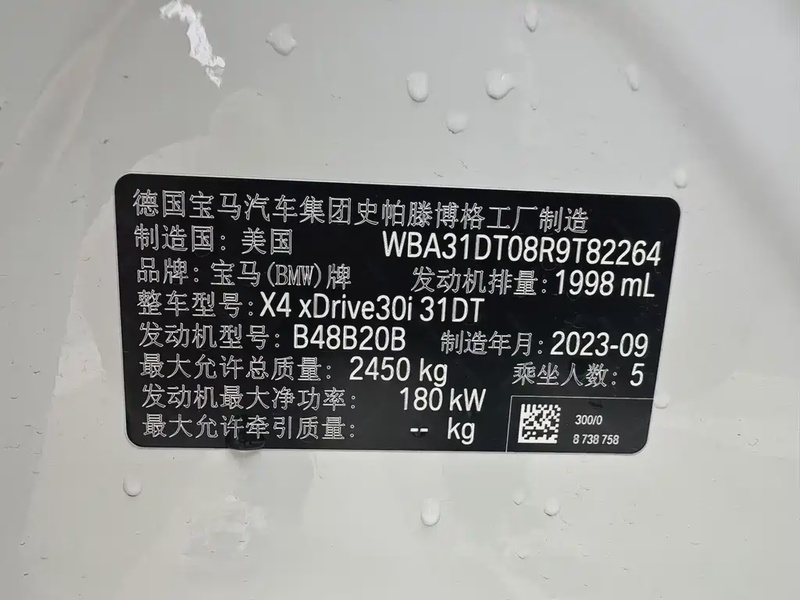 德国宝马汽车集团史帕滕博格工厂制造
制造国: 美国 WBA31DT08R9T82264
品牌: 宝马(BMW)牌 发动机排量: 1998 mL
整车型号: X4 xDrive30i 31DT
发动机型号: B48B20B 制造年月: 2023-09
最大允许总质量: 2450 kg 乘坐人数: 5
发动机最大净功率: 180 kW
最大允许牵引质量: -- kg
300/0
8 738 758